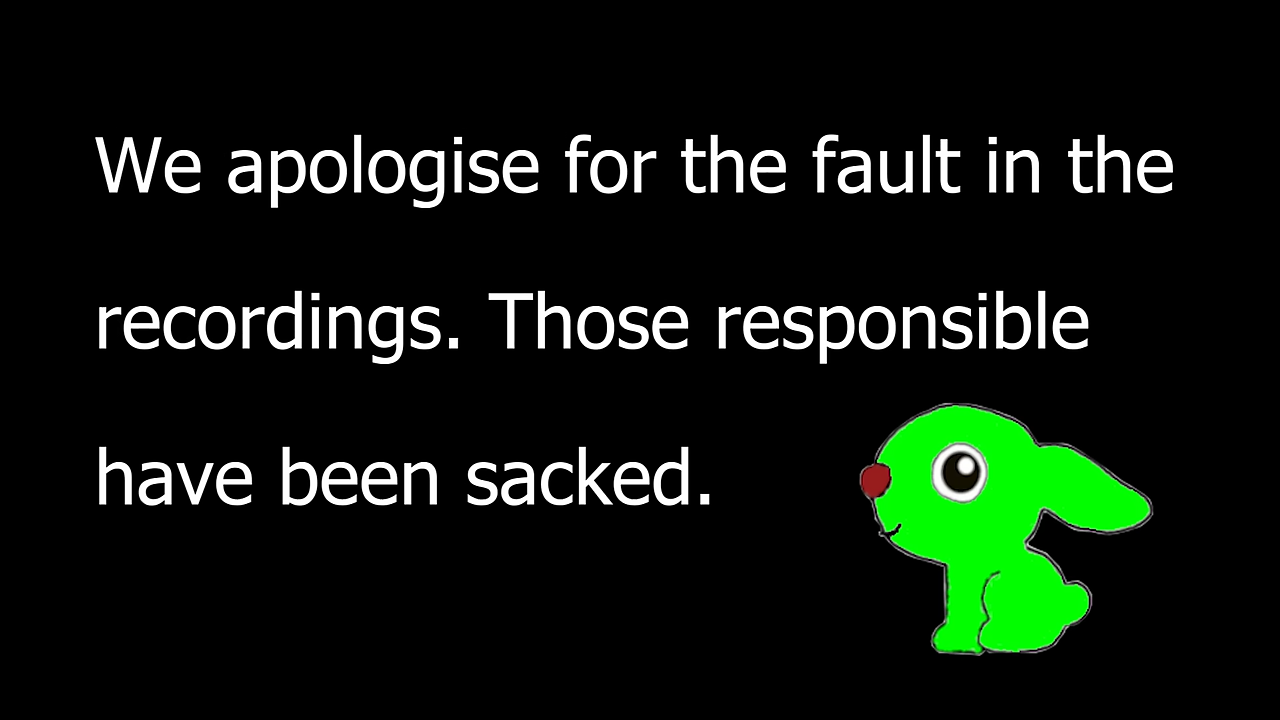 We apologise for the fault in the
recordings. Those responsible
have been sacked.